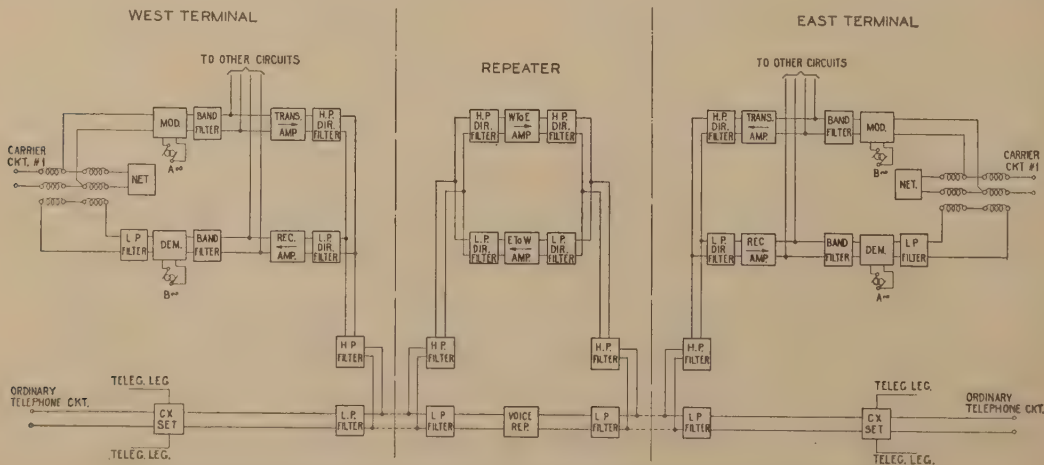 WEST TERMINAL
TO OTHER CIRCUITS
MOD.
BAND
FILTER
TRANS.
AMP.
H.P.
DIR.
FILTER
A∞
CARRIER
CKT. #1
NET
L P
FILTER
DEM.
BAND
FILTER
REC.
AMP.
L.P.
DIR.
FILTER
B∞
H P
FILTER
ORDINARY
TELEPHONE CKT.
TELEG. LEG.
CX
SET
TELEG. LEG.
L.P.
FILTER
REPEATER
H.P
DIR.
FILTER
W To E
AMP.
H P.
DIR.
FILTER
L.P.
DIR.
FILTER
E To W
AMP.
L P.
DIR.
FILTER
H.P.
FILTER
H.P.
FILTER
L P
FILTER
VOICE
REP.
L P
FILTER
EAST TERMINAL
TO OTHER CIRCUITS
H.P.
DIR
FILTER
TRANS.
AMP.
BAND
FILTER
MOD.
B∞
CARRIER
CKT #1
NET.
L P
DIR
FILTER
REC
AMP.
BAND
FILTER
DEM.
L P
FILTER
A∞
H.P.
FILTER
L.P.
FILTER
TELEG. LEG.
CX
SET
TELEG. LEG.
ORDINARY
TELEPHONE CKT.